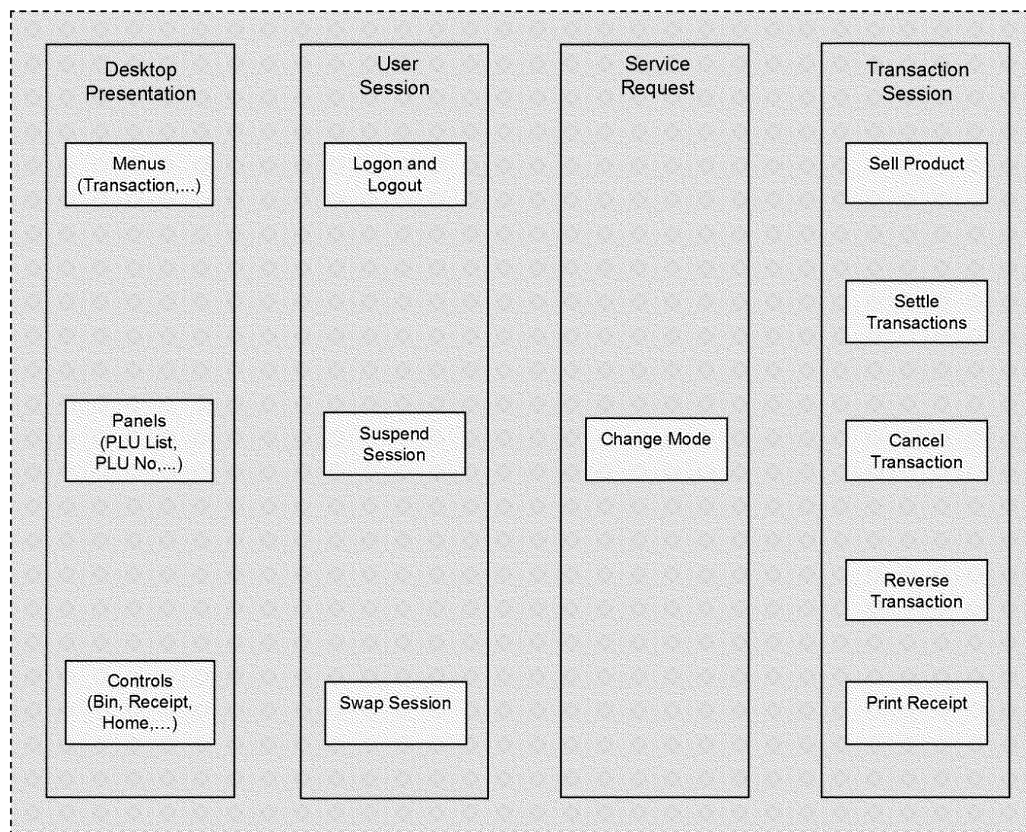 Desktop
Presentation
Menus
(Transaction,...)
Panels
(PLU List,
PLU No,...)
Controls
(Bin, Receipt,
Home,...)
User
Session
Logon and
Logout
Suspend
Session
Swap Session
Service
Request
Change Mode
Transaction
Session
Sell Product
Settle
Transactions
Cancel
Transaction
Reverse
Transaction
Print Receipt